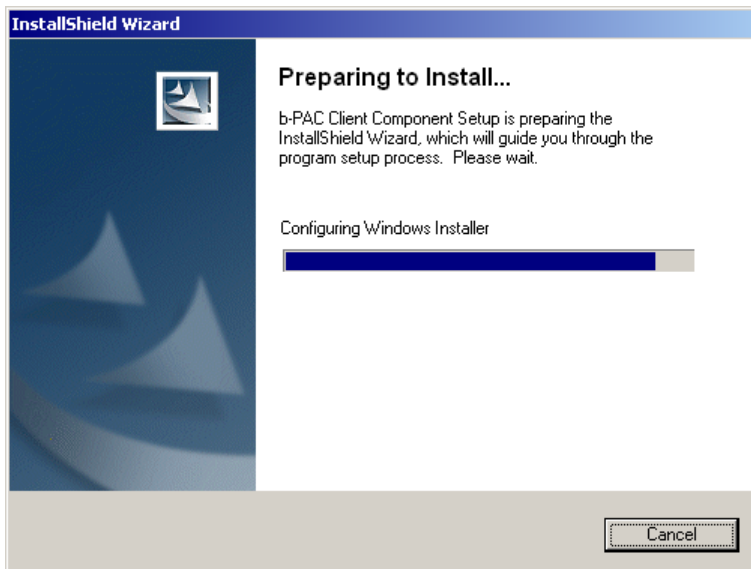 InstallShield Wizard
Preparing to Install...
b-PAC Client Component Setup is preparing the
InstallShield Wizard, which will guide you through the
program setup process.  Please wait.
Configuring Windows Installer
Cancel